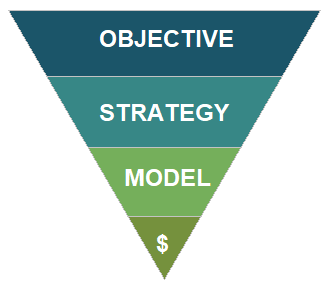 OBJECTIVE
STRATEGY
MODEL
$